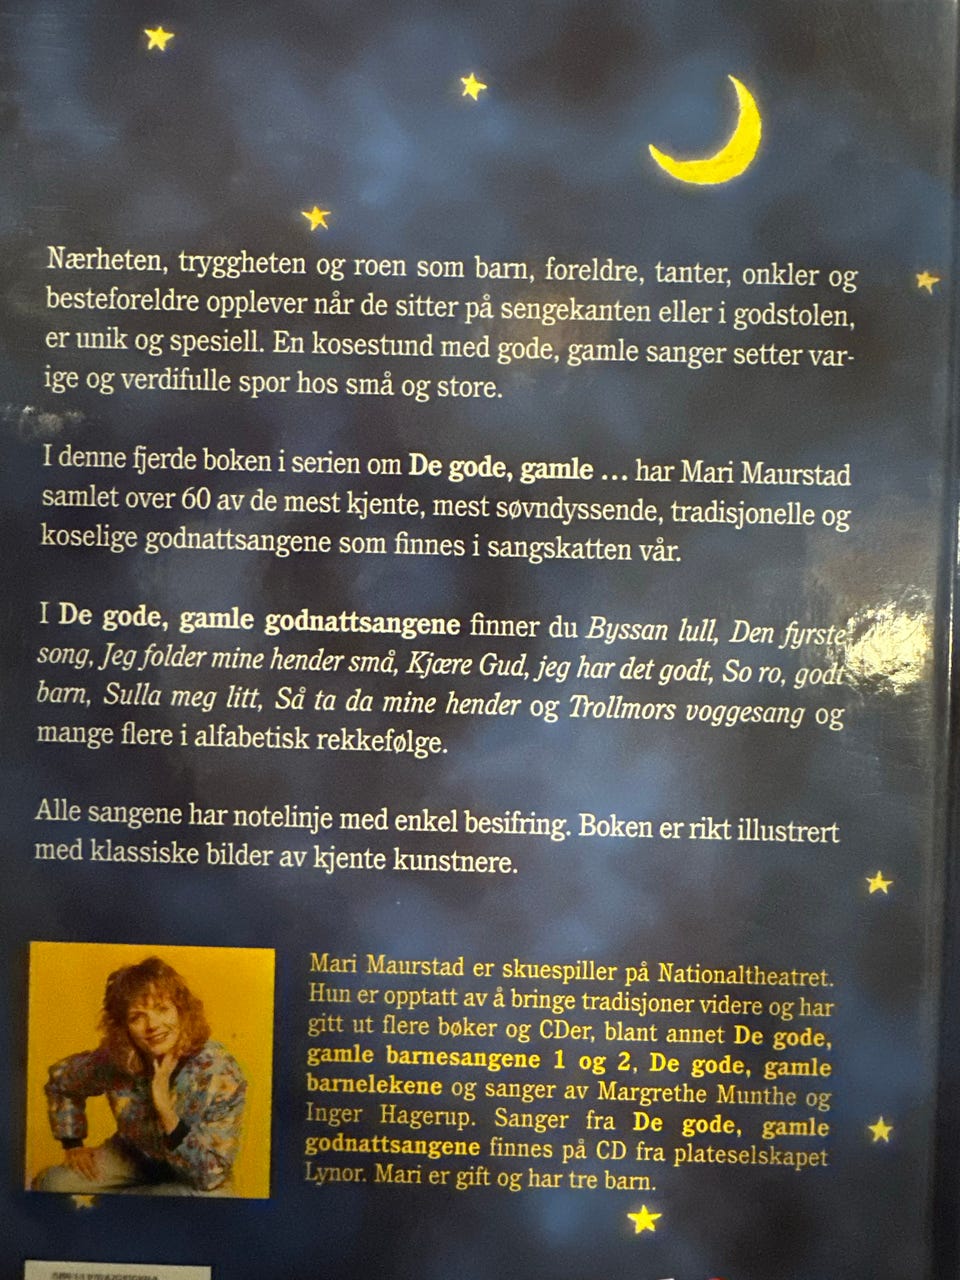 Nærheten, tryggheten og roen som barn, foreldre, tanter, onkler og
besteforeldre opplever når de sitter på sengekanten eller i godstolen,
er unik og spesiell. En kosestund med gode, gamle sanger setter var-
ige og verdifulle spor hos små og store.
I denne fjerde boken i serien om De gode, gamle ... har Mari Maurstad
samlet over 60 av de mest kjente, mest søvndyssende, tradisjonelle og
koselige godnattsangene som finnes i sangskatten vår.
I De gode, gamle godnattsangene finner du Byssan lull, Den fyrste
song, Jeg folder mine hender små, Kjære Gud, jeg har det godt, So ro, godt
barn, Sulla meg litt, Så ta da mine hender og Trollmors voggesang og
mange flere i alfabetisk rekkefølge.
Alle sangene har notelinje med enkel besifring. Boken er rikt illustrert
med klassiske bilder av kjente kunstnere.
Mari Maurstad er skuespiller på Nationaltheatret.
Hun er opptatt av å bringe tradisjoner videre og har
gitt ut flere bøker og CDer, blant annet De gode,
gamle barnesangene 1 og 2, De gode, gamle
barnelekene og sanger av Margrethe Munthe og
Inger Hagerup. Sanger fra De gode, gamle
godnattsangene finnes på CD fra plateselskapet
Lynor. Mari er gift og har tre barn.